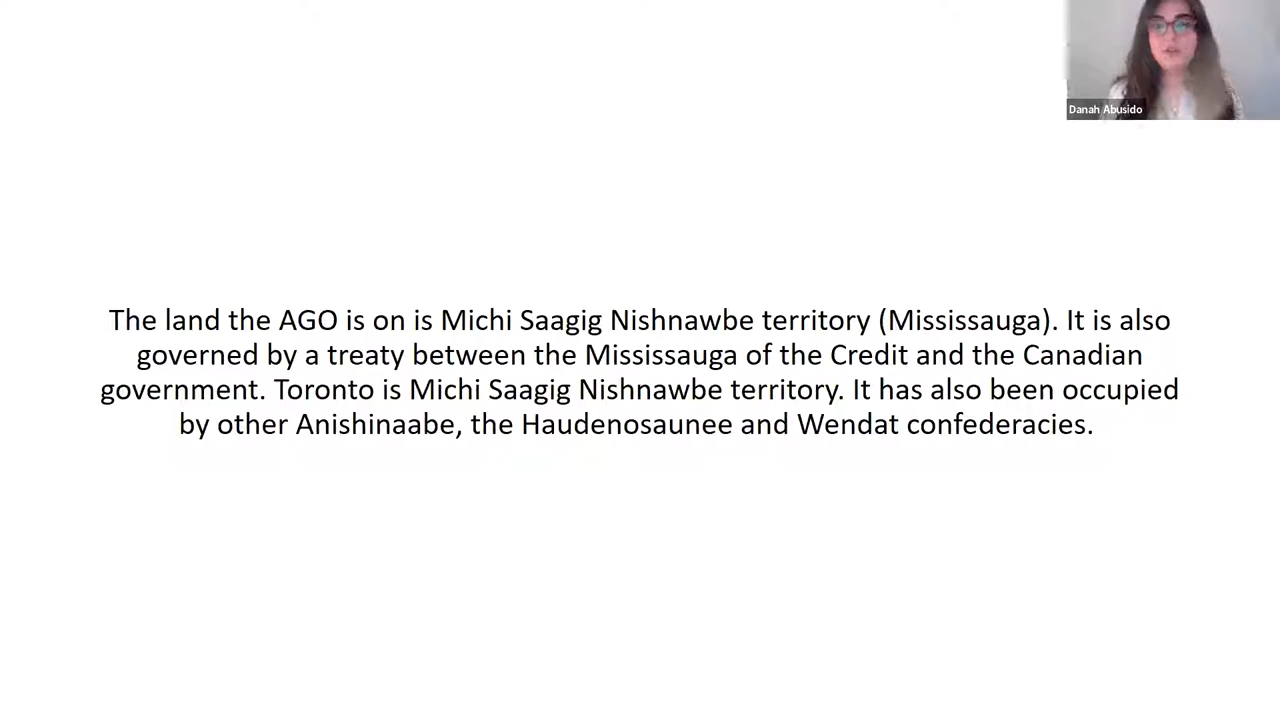 Danah Abusido
The land the AGO is on is Michi Saagig Nishnawbe territory (Mississauga). It is also
governed by a treaty between the Mississauga of the Credit and the Canadian
government. Toronto is Michi Saagig Nishnawbe territory. It has also been occupied
by other Anishinaabe, the Haudenosaunee and Wendat confederacies.